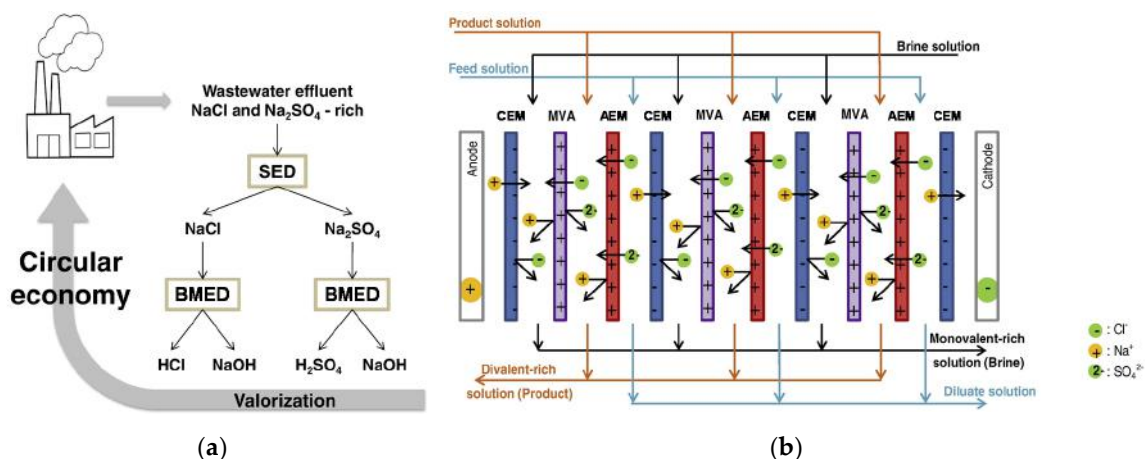 Wastewater effluent
NaCl and Na₂SO₄ - rich
SED
NaCl
Na₂SO₄
Circular
economy
BMED
BMED
HCl
NaOH
H₂SO₄
NaOH
Valorization
(a)
Product solution
Brine solution
Feed solution
CEM
MVA
AEM
CEM
MVA
AEM
CEM
MVA
AEM
CEM
Anode
Cathode
Monovalent-rich
solution (Brine)
Divalent-rich
solution (Product)
Diluate solution
- : Cl⁻
+ : Na⁺
2- : SO₄²⁻
(b)